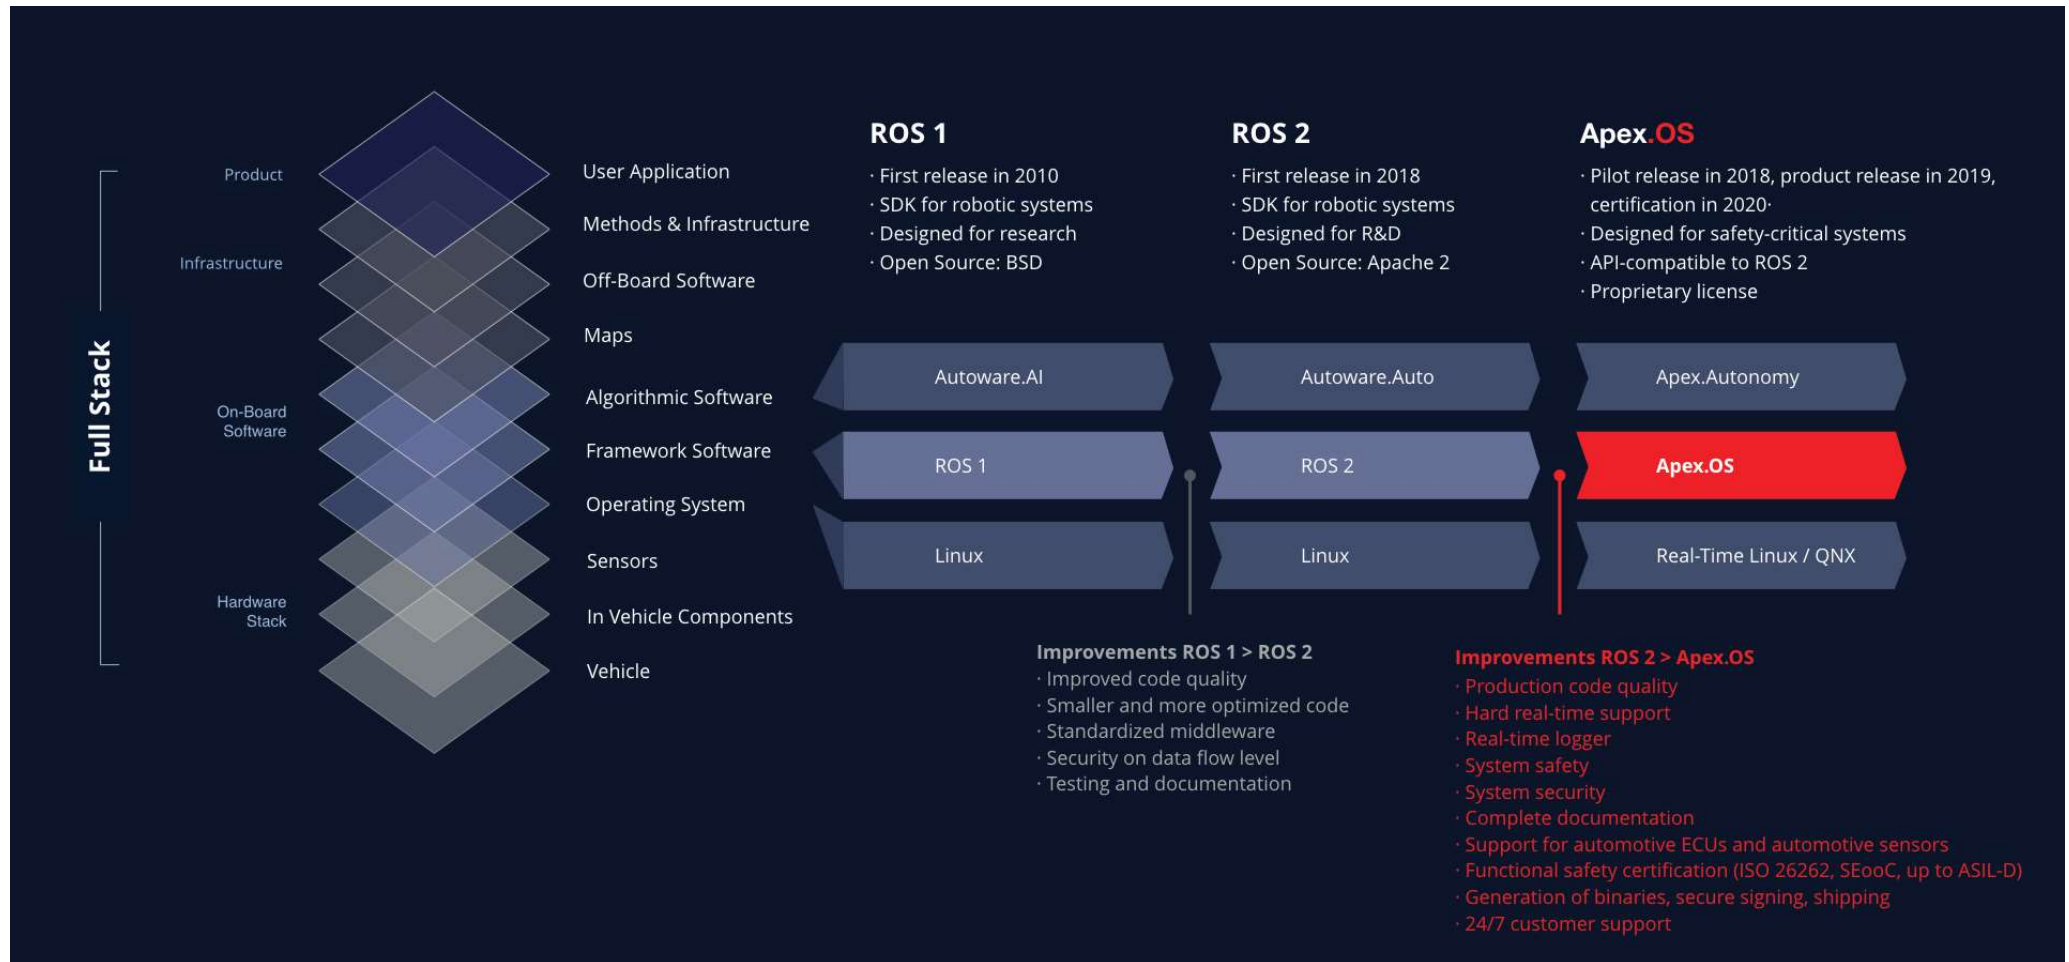 Full Stack
Product
Infrastructure
On-Board
Software
Hardware
Stack
User Application
Methods & Infrastructure
Off-Board Software
Maps
Algorithmic Software
Framework Software
Operating System
Sensors
In Vehicle Components
Vehicle
ROS 1
· First release in 2010
· SDK for robotic systems
· Designed for research
· Open Source: BSD
ROS 2
· First release in 2018
· SDK for robotic systems
· Designed for R&D
· Open Source: Apache 2
Apex.OS
· Pilot release in 2018, product release in 2019,
certification in 2020·
· Designed for safety-critical systems
· API-compatible to ROS 2
· Proprietary license
Autoware.AI
Autoware.Auto
Apex.Autonomy
ROS 1
ROS 2
Apex.OS
Linux
Linux
Real-Time Linux / QNX
Improvements ROS 1 > ROS 2
· Improved code quality
· Smaller and more optimized code
· Standardized middleware
· Security on data flow level
· Testing and documentation
Improvements ROS 2 > Apex.OS
· Production code quality
· Hard real-time support
· Real-time logger
· System safety
· System security
· Complete documentation
· Support for automotive ECUs and automotive sensors
· Functional safety certification (ISO 26262, SEooC, up to ASIL-D)
· Generation of binaries, secure signing, shipping
· 24/7 customer support